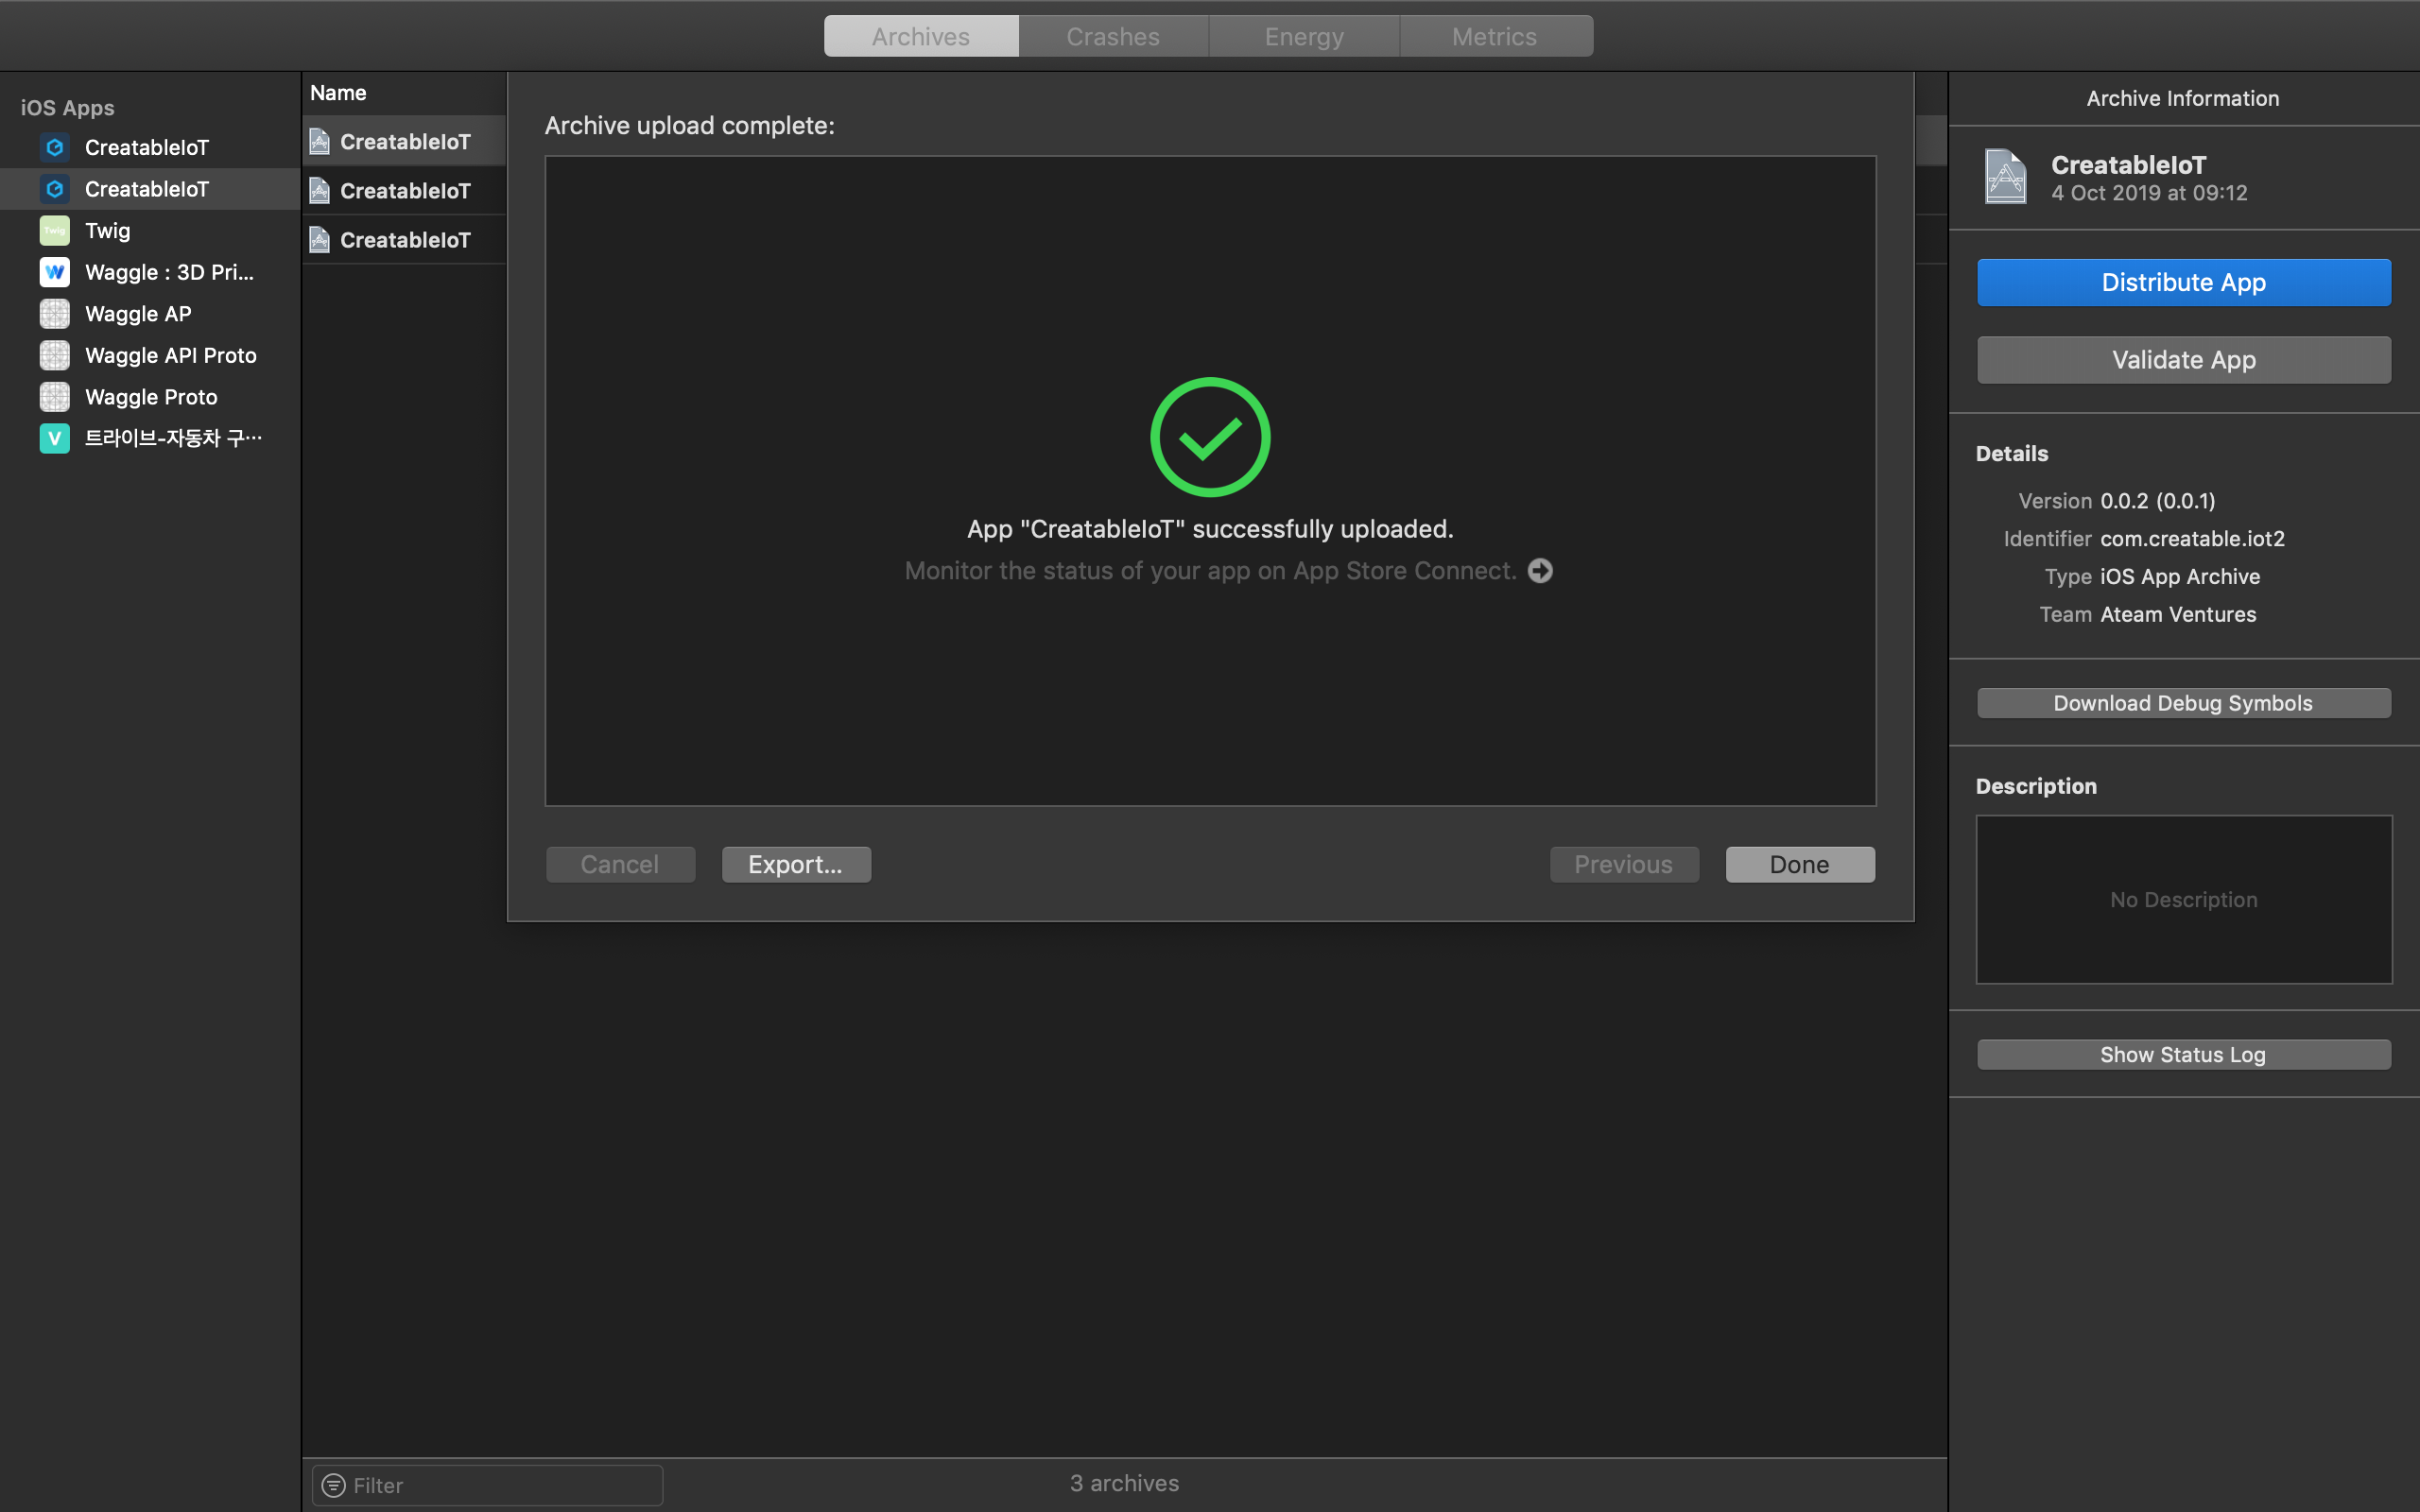 Archives
Crashes
Energy
Metrics
iOS Apps
CreatableIoT
CreatableIoT
Twig
Twig
W
Waggle : 3D Pri...
Waggle AP
Waggle API Proto
Waggle Proto
V
트라이브-자동차 구…
Name
CreatableIoT
CreatableIoT
CreatableIoT
Archive upload complete:
App "CreatableIoT" successfully uploaded.
Monitor the status of your app on App Store Connect.
Cancel
Export...
Previous
Done
Filter
3 archives
Archive Information
CreatableIoT
4 Oct 2019 at 09:12
Distribute App
Validate App
Details
Version 0.0.2 (0.0.1)
Identifier com.creatable.iot2
Type iOS App Archive
Team Ateam Ventures
Download Debug Symbols
Description
No Description
Show Status Log